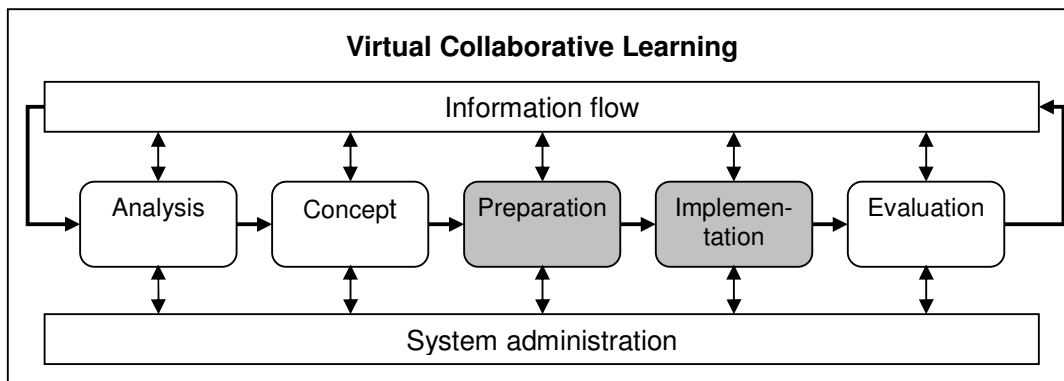 Virtual Collaborative Learning
Information flow
Analysis
Concept
Preparation
Implemen-
tation
Evaluation
System administration